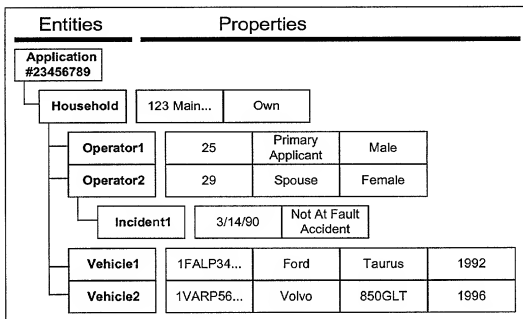 Entities Properties
Application
#23456789
Household 123 Main... Own
Operator1 25 Primary Applicant Male
Operator2 29 Spouse Female
Incident1 3/14/90 Not At Fault Accident
Vehicle1 1FALP34... Ford Taurus 1992
Vehicle2 1VARP56... Volvo 850GLT 1996